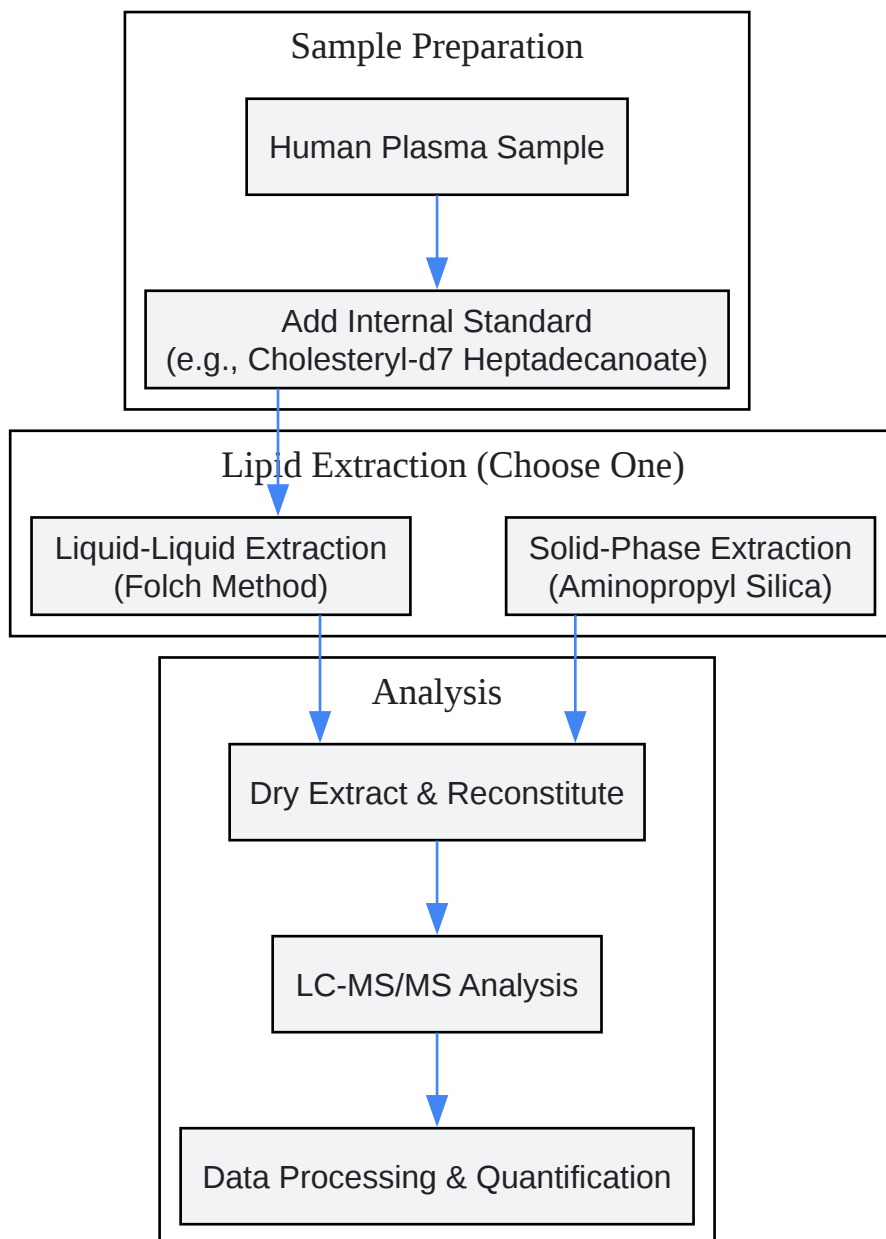 Sample Preparation
Human Plasma Sample
Add Internal Standard
(e.g., Cholesteryl-d7 Heptadecanoate)
Lipid Extraction (Choose One)
Liquid-Liquid Extraction
(Folch Method)
Solid-Phase Extraction
(Aminopropyl Silica)
Analysis
Dry Extract & Reconstitute
LC-MS/MS Analysis
Data Processing & Quantification